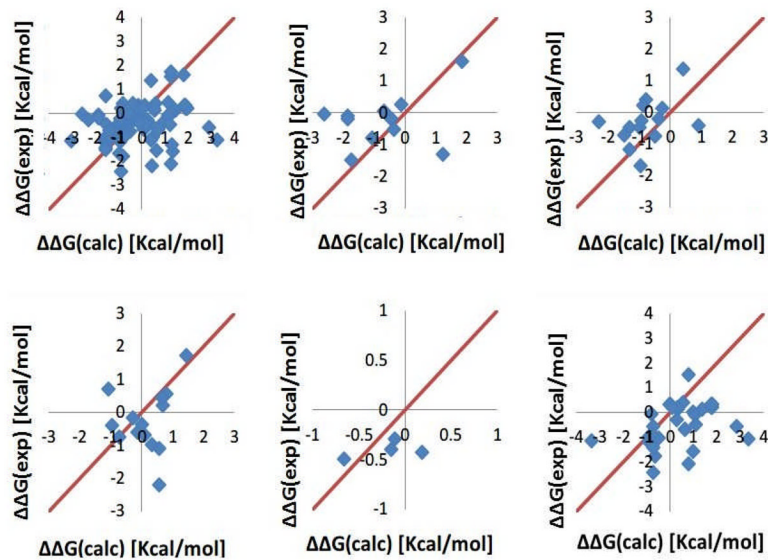 4
3
2
1
0
-4 -3 -2 -1 0 1 2 3 4
-2
-3
-4
ΔΔG(exp) [Kcal/mol]
ΔΔG(calc) [Kcal/mol]
3
2
1
0
-3 -2 -1 0 1 2 3
-1
-2
-3
ΔΔG(exp) [Kcal/mol]
ΔΔG(calc) [Kcal/mol]
3
2
1
0
-3 -2 -1 0 1 2 3
-1
-2
-3
ΔΔG(exp) [Kcal/mol]
ΔΔG(calc) [Kcal/mol]
3
2
1
0
-3 -2 -1 0 1 2 3
-1
-2
-3
ΔΔG(exp) [Kcal/mol]
ΔΔG(calc) [Kcal/mol]
1
0.5
0
-1 -0.5 0 0.5 1
-0.5
-1
ΔΔG(exp) [Kcal/mol]
ΔΔG(calc) [Kcal/mol]
4
3
2
1
0
-4 -3 -2 -1 0 1 2 3 4
-1
-2
-3
-4
ΔΔG(exp) [Kcal/mol]
ΔΔG(calc) [Kcal/mol]